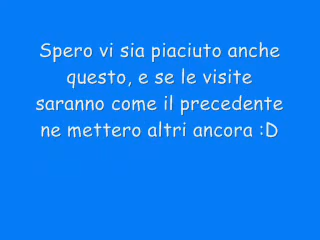 Spero vi sia piaciuto anche
questo, e se le visite
saranno come il precedente
ne mettero altri ancora :D